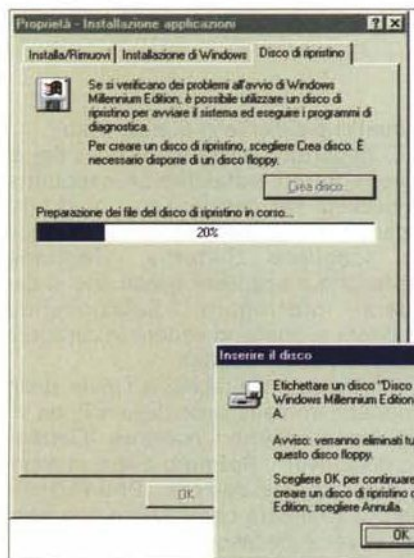 Proprietà - Installazione applicazioni
Installa/Rimuovi
Installazione di Windows
Disco di ripristino
Se si verificano dei problemi all'avvio di Windows
Millennium Edition, è possibile utilizzare un disco di
ripristino per avviare il sistema ed eseguire i programmi di
diagnostica.
Per creare un disco di ripristino, scegliere Crea disco. È
necessario disporre di un disco floppy.
Crea disco...
Preparazione dei file del disco di ripristino in corso...
20%
OK
Inserire il disco
Etichettare un disco "Disco
Windows Millennium Edition
A.
Avviso: verranno eliminati tu
questo disco floppy.
Scegliere OK per continuare
creare un disco di ripristino d
Edition, scegliere Annulla.
OK